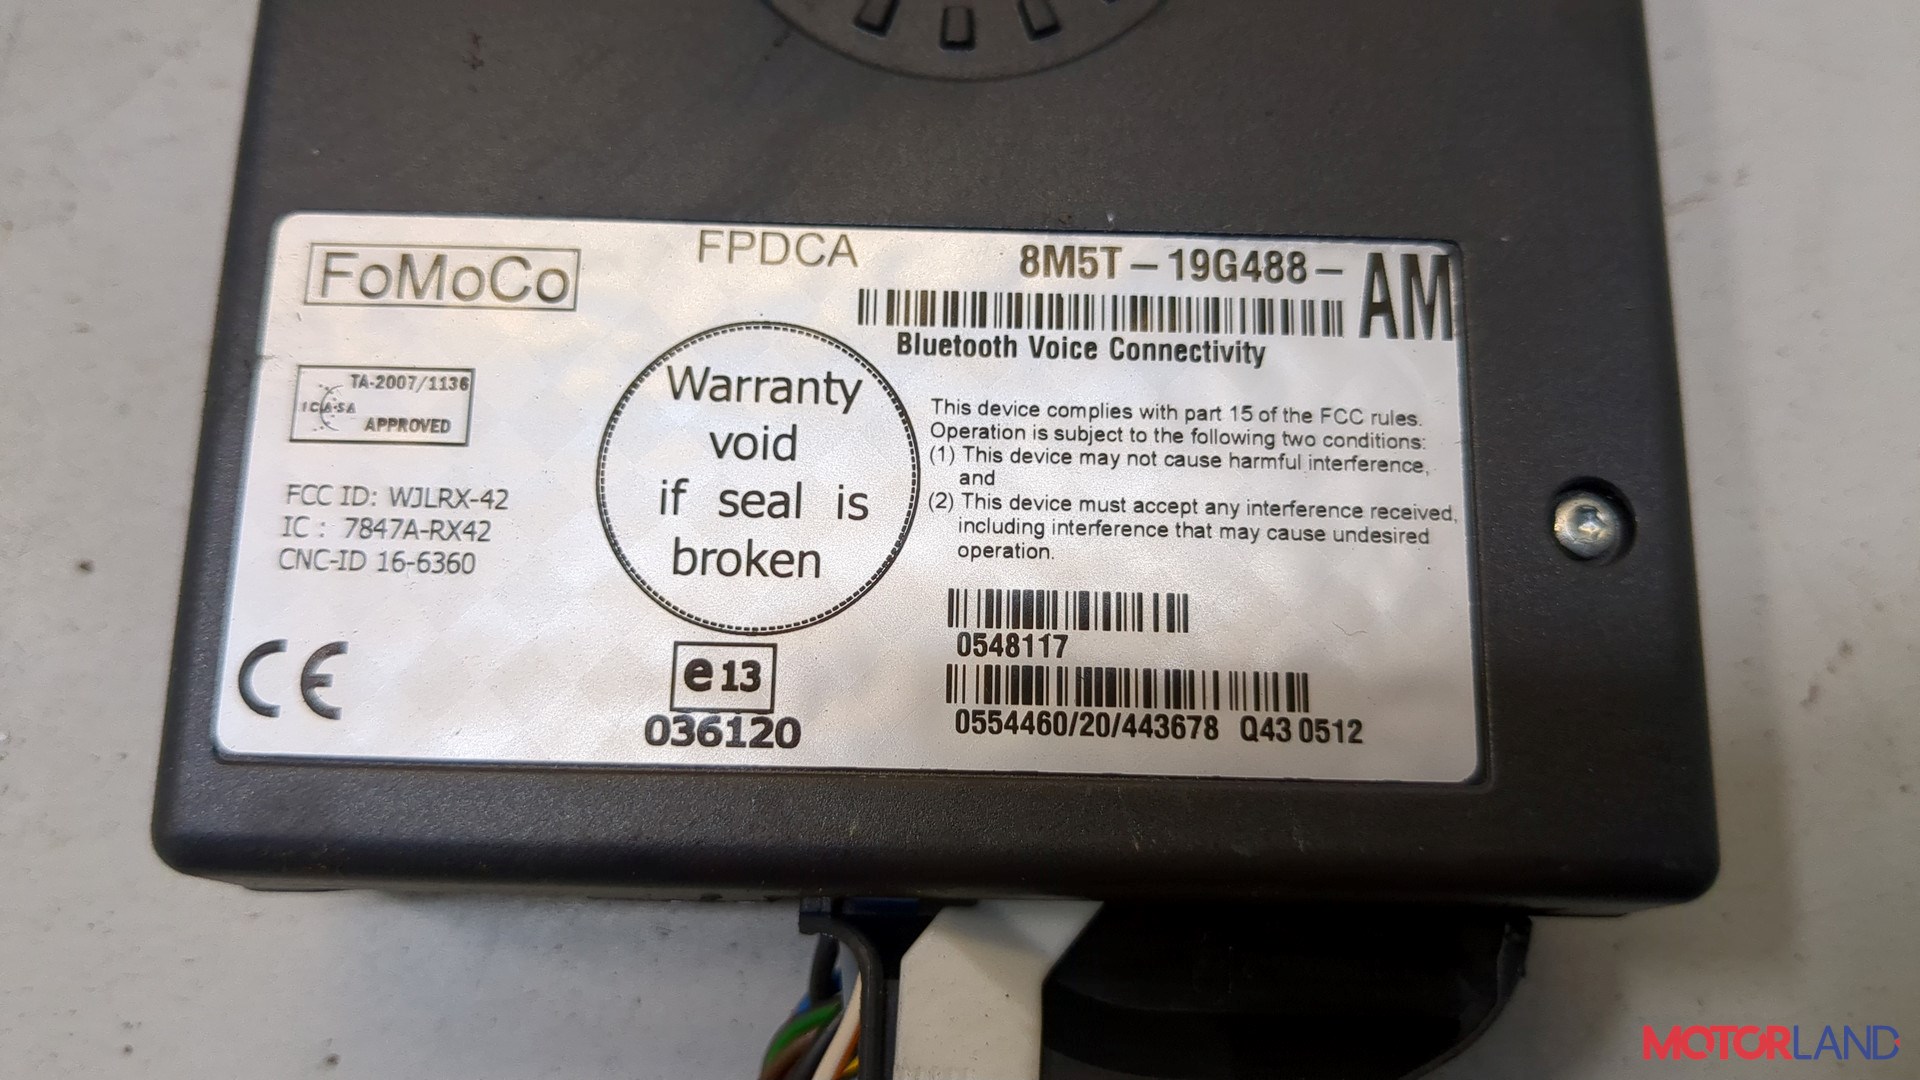 FoMoCo
FPDCA
8M5T-19G488-AM
Bluetooth Voice Connectivity
TA-2007/1136
ICASA
APPROVED
Warranty
void
if seal is
broken
This device complies with part 15 of the FCC rules.
Operation is subject to the following two conditions:
(1) This device may not cause harmful interference,
and
(2) This device must accept any interference received,
including interference that may cause undesired
operation.
FCC ID: WJLRX-42
IC : 7847A-RX42
CNC-ID 16-6360
CE
e13
036120
0548117
0554460/20/443678 Q43 0512
MOTORLAND